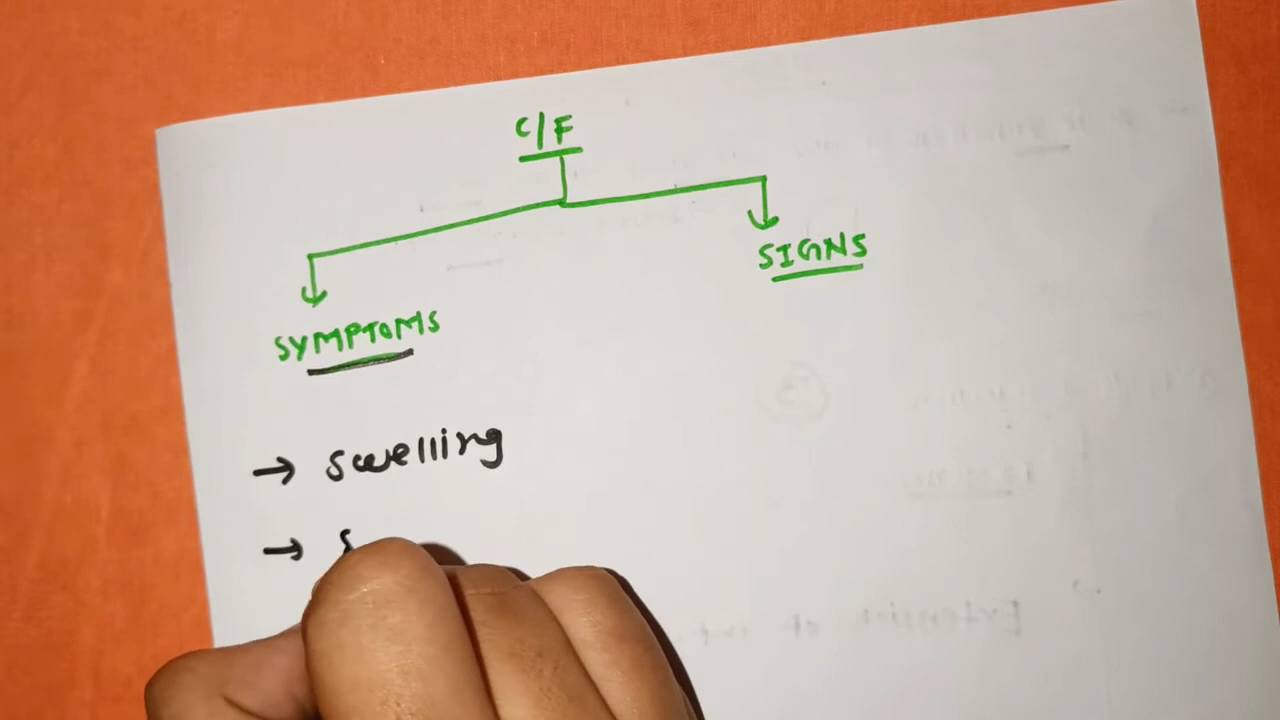 C/F
SIGNS
SYMPTOMS
→ swelling
→ s